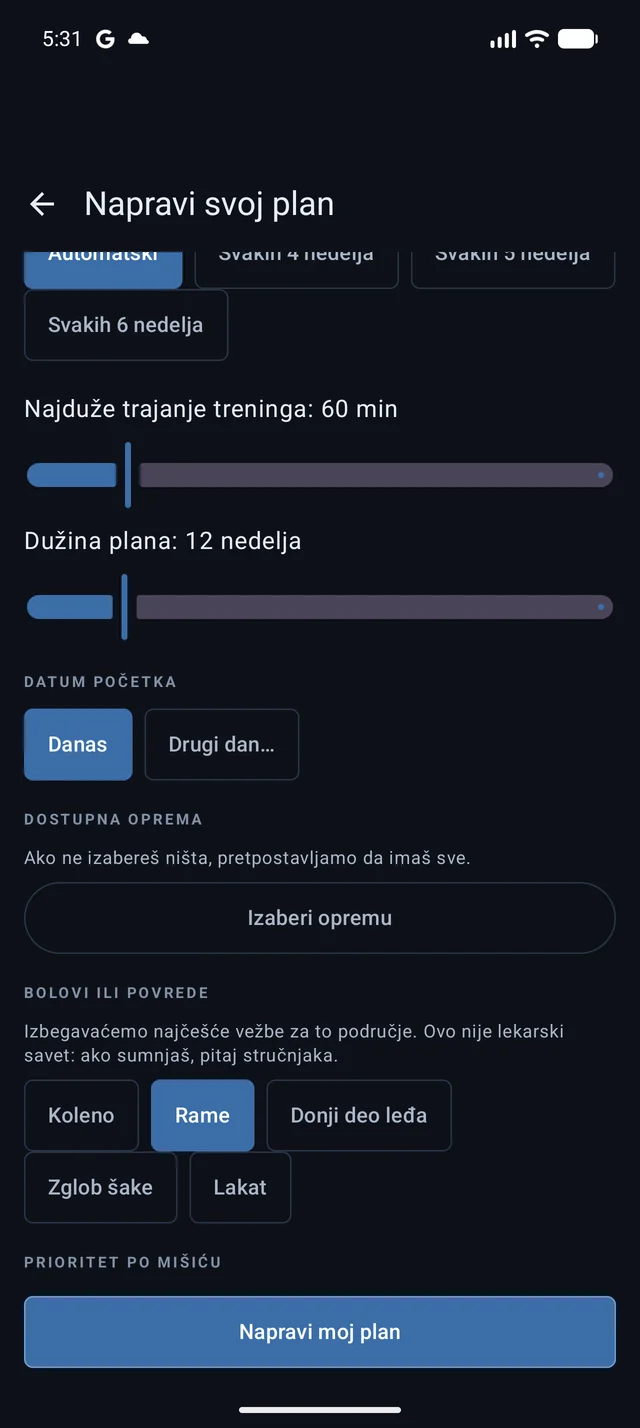 5:31
Napravi svoj plan
Automatski
Svakih 4 nedelja
Svakih 5 nedelja
Svakih 6 nedelja
Najduže trajanje treninga: 60 min
Dužina plana: 12 nedelja
DATUM POČETKA
Danas
Drugi dan…
DOSTUPNA OPREMA
Ako ne izabereš ništa, pretpostavljamo da imaš sve.
Izaberi opremu
BOLOVI ILI POVREDE
Izbegavaćemo najčešće vežbe za to područje. Ovo nije lekarski
savet: ako sumnjaš, pitaj stručnjaka.
Koleno
Rame
Donji deo leđa
Zglob šake
Lakat
PRIORITET PO MIŠIĆU
Napravi moj plan